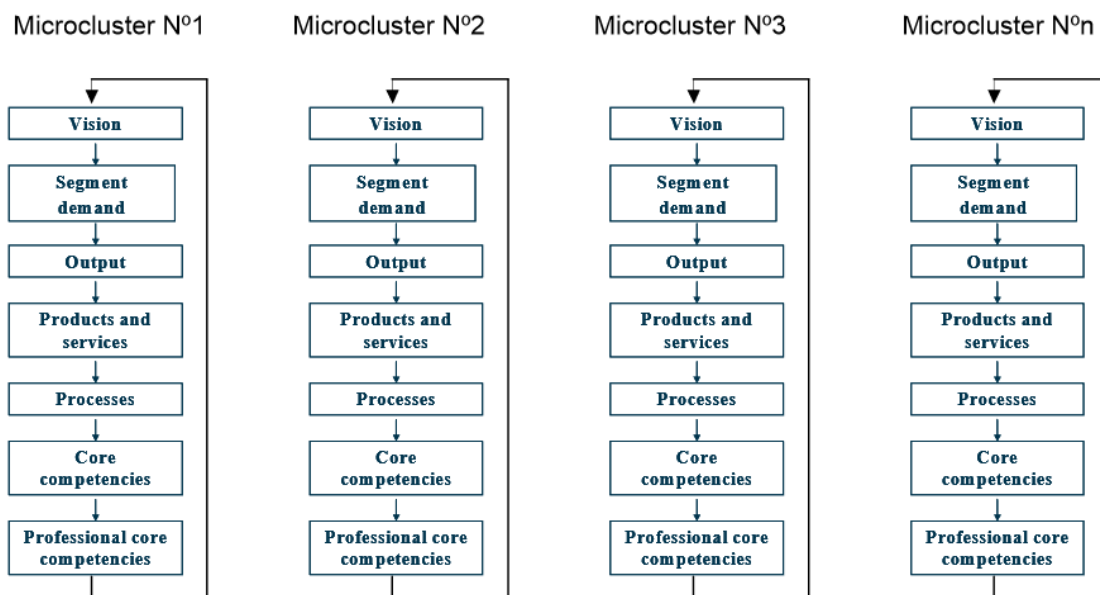 Microcluster Nº1
Vision
Segment
demand
Output
Products and
services
Processes
Core
competencies
Professional core
competencies
Microcluster Nº2
Vision
Segment
demand
Output
Products and
services
Processes
Core
competencies
Professional core
competencies
Microcluster Nº3
Vision
Segment
demand
Output
Products and
services
Processes
Core
competencies
Professional core
competencies
Microcluster Nºn
Vision
Segment
demand
Output
Products and
services
Processes
Core
competencies
Professional core
competencies